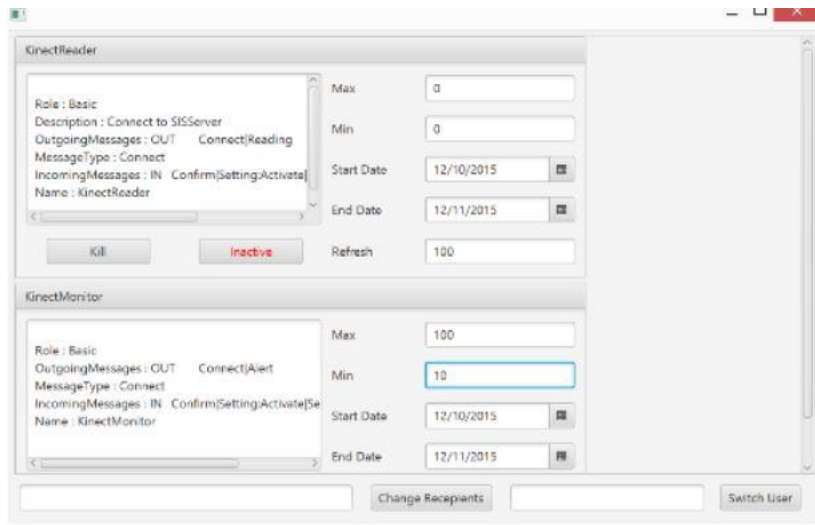 KinectReader
Role : Basic
Description : Connect to SISServer
OutgoingMessages : OUT Connect|Reading
MessageType : Connect
IncomingMessages : IN Confirm|Setting:Activate|
Name : KinectReader
Max 0
Min 0
Start Date 12/10/2015
End Date 12/11/2015
Kill Inactive Refresh 100
KinectMonitor
Role : Basic
OutgoingMessages : OUT Connect|Alert
MessageType : Connect
IncomingMessages : IN Confirm|Setting:Activate|Se
Name : KinectMonitor
Max 100
Min 10
Start Date 12/10/2015
End Date 12/11/2015
Change Recepients Switch User